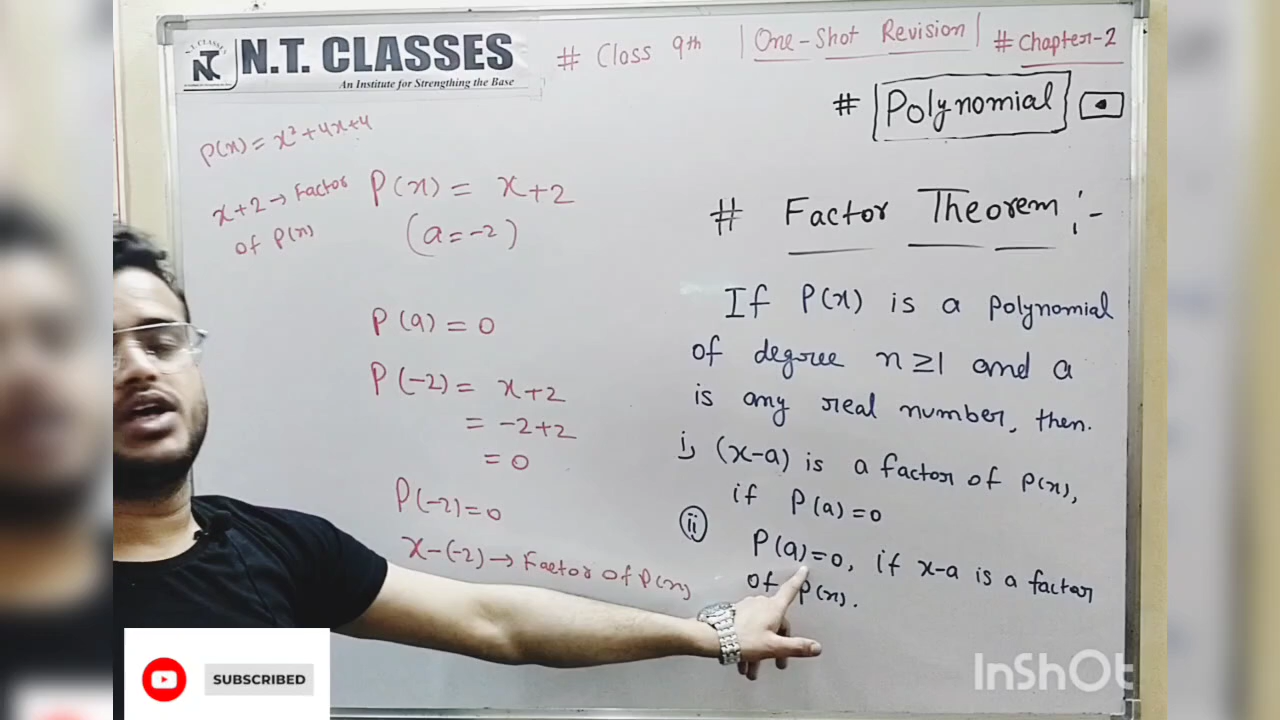 N.T. CLASSES
NT
N.T. CLASSES
An Institute for Strengthening the Base
# Class 9th | One-Shot Revision | # Chapter-2
# Polynomial
P(x) = x² + 4x + 4
x+2 → Factor
of P(x)
P(x) = x+2
(a = -2)
P(a) = 0
P(-2) = x+2
= -2+2
= 0
P(-2) = 0
x-(-2) → Factor of P(x)
# Factor Theorem :-
If P(x) is a polynomial
of degree n ≥ 1 and a
is any real number, then.
i, (x-a) is a factor of P(x),
if P(a) = 0
(ii) P(a) = 0, if x-a is a factor
of P(x).
SUBSCRIBED
InShOt